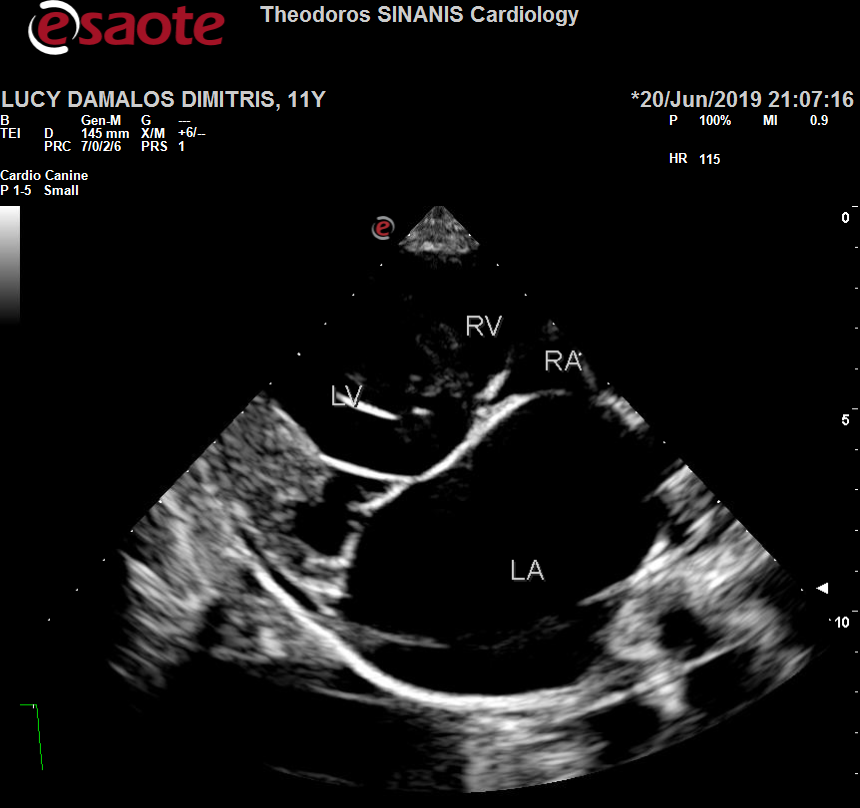 esaote
Theodoros SINANIS Cardiology
LUCY DAMALOS DIMITRIS, 11Y
*20/Jun/2019 21:07:16
B Gen-M G ---
TEI D 145 mm X/M +6/--
PRC 7/0/2/6 PRS 1
P 100% MI 0.9
HR 115
Cardio Canine
P 1-5 Small
e
0
RV
RA
LV
5
LA
10